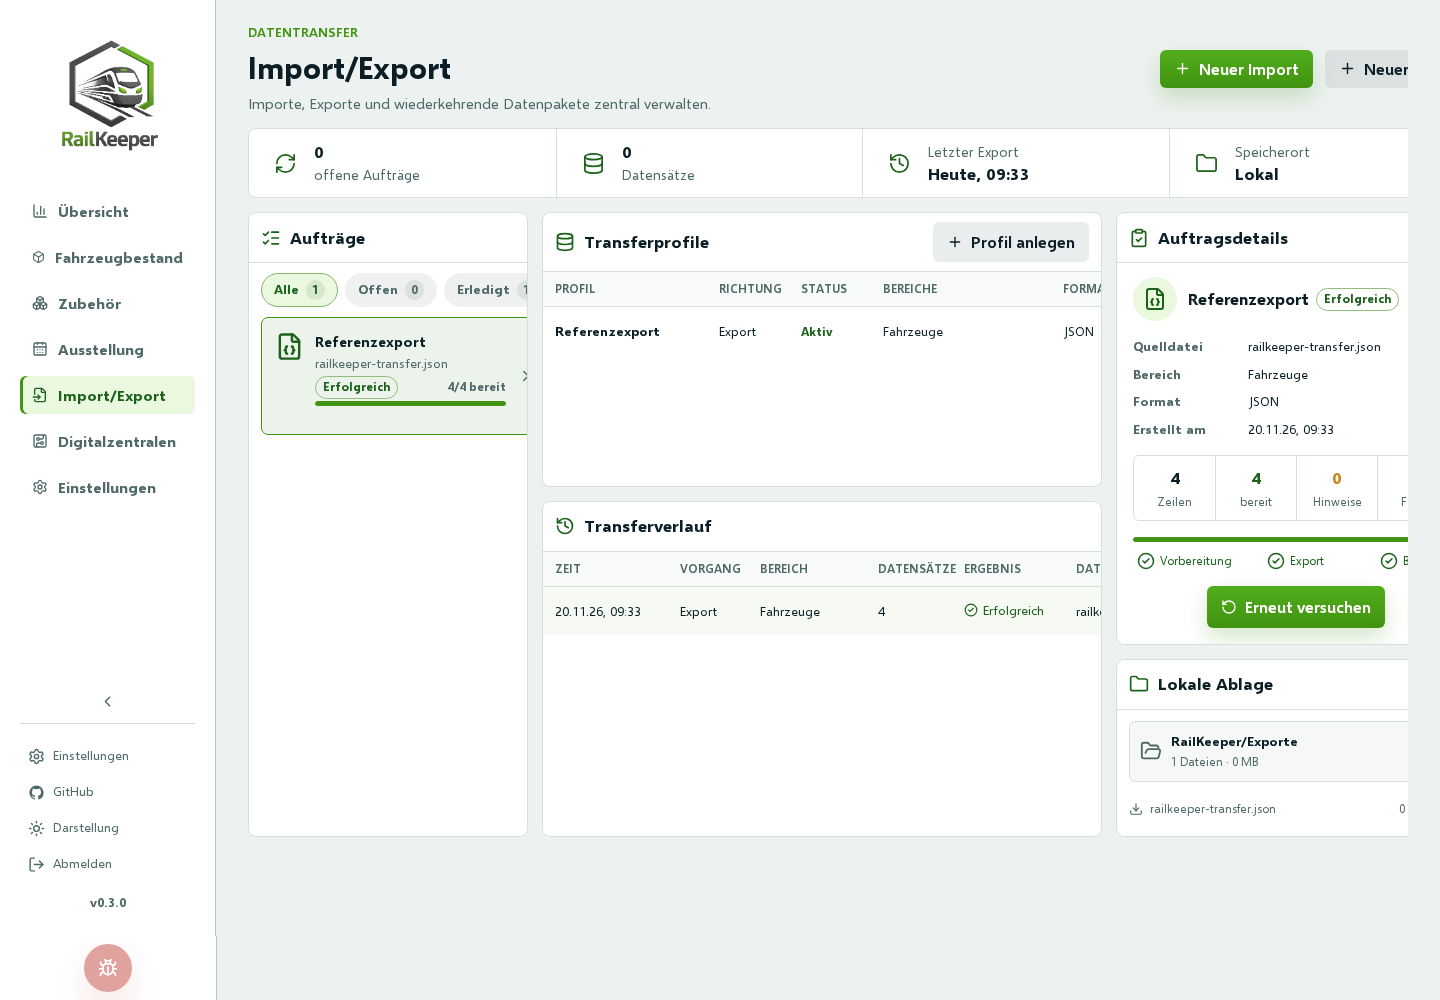 RailKeeper
Übersicht
Fahrzeugbestand
Zubehör
Ausstellung
Import/Export
Digitalzentralen
Einstellungen
Einstellungen
GitHub
Darstellung
Abmelden
v0.3.0
DATENTRANSFER
Import/Export
Importe, Exporte und wiederkehrende Datenpakete zentral verwalten.
Neuer Import
Neuer
0
offene Aufträge
0
Datensätze
Letzter Export
Heute, 09:33
Speicherort
Lokal
Aufträge
Alle 1 Offen 0 Erledigt 1
Referenzexport
railkeeper-transfer.json
Erfolgreich 4/4 bereit
Transferprofile
Profil anlegen
PROFIL RICHTUNG STATUS BEREICHE FORMA
Referenzexport Export Aktiv Fahrzeuge JSON
Transferverlauf
ZEIT VORGANG BEREICH DATENSÄTZE ERGEBNIS DAT
20.11.26, 09:33 Export Fahrzeuge 4 Erfolgreich railke
Auftragsdetails
Referenzexport Erfolgreich
Quelldatei railkeeper-transfer.json
Bereich Fahrzeuge
Format JSON
Erstellt am 20.11.26, 09:33
4 4 0
Zeilen bereit Hinweise F
Vorbereitung Export B
Erneut versuchen
Lokale Ablage
RailKeeper/Exporte
1 Dateien · 0 MB
railkeeper-transfer.json 0